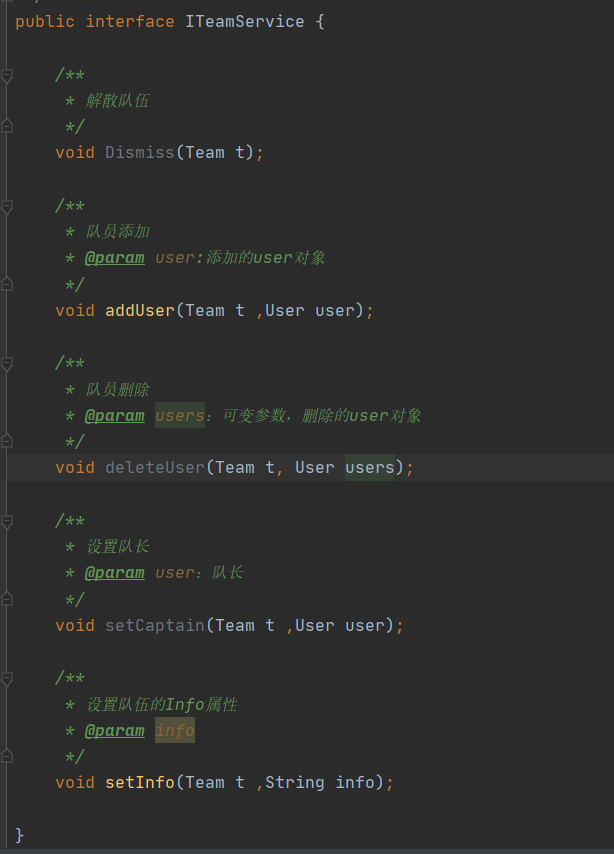 public interface ITeamService {
/**
* 解散队伍
*/
void Dismiss(Team t);
/**
* 队员添加
* @param user:添加的user对象
*/
void addUser(Team t ,User user);
/**
* 队员删除
* @param users：可变参数，删除的user对象
*/
void deleteUser(Team t, User users);
/**
* 设置队长
* @param user：队长
*/
void setCaptain(Team t ,User user);
/**
* 设置队伍的Info属性
* @param info
*/
void setInfo(Team t ,String info);
}